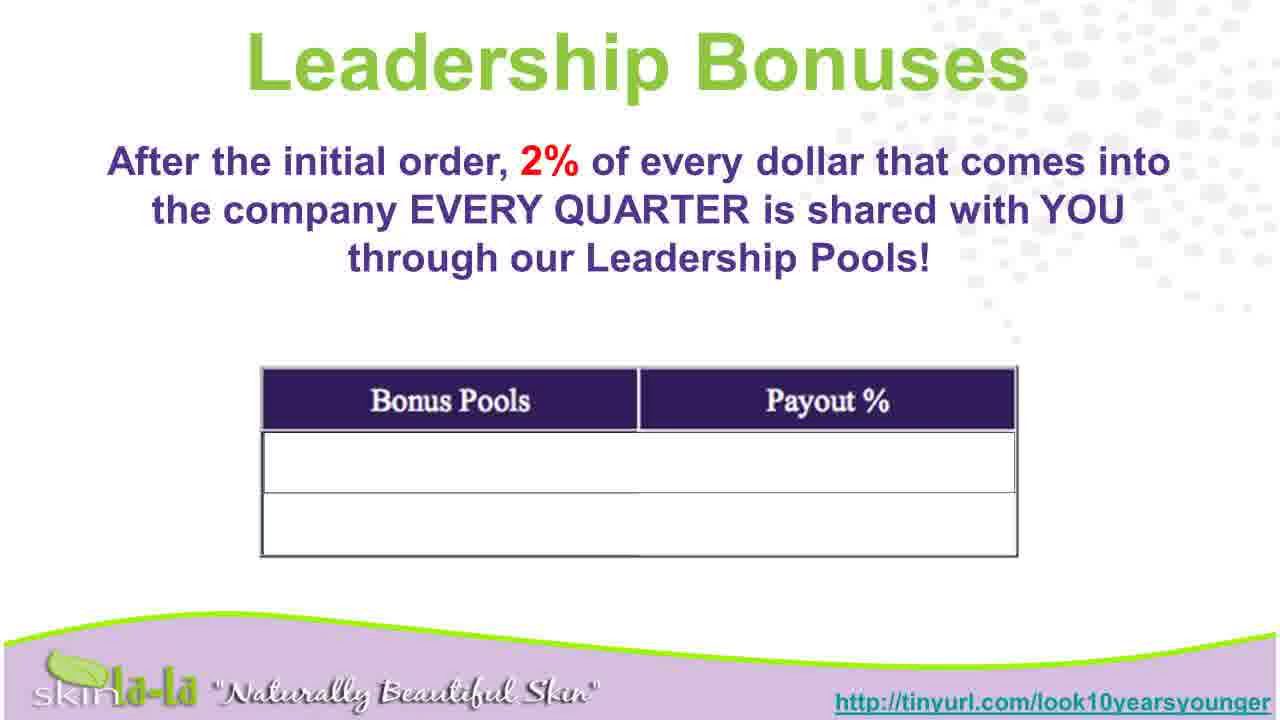 Leadership Bonuses
After the initial order, 2% of every dollar that comes into
the company EVERY QUARTER is shared with YOU
through our Leadership Pools!
Bonus Pools Payout %
skin la-la "Naturally Beautiful Skin"
http://tinyurl.com/look10yearsyounger